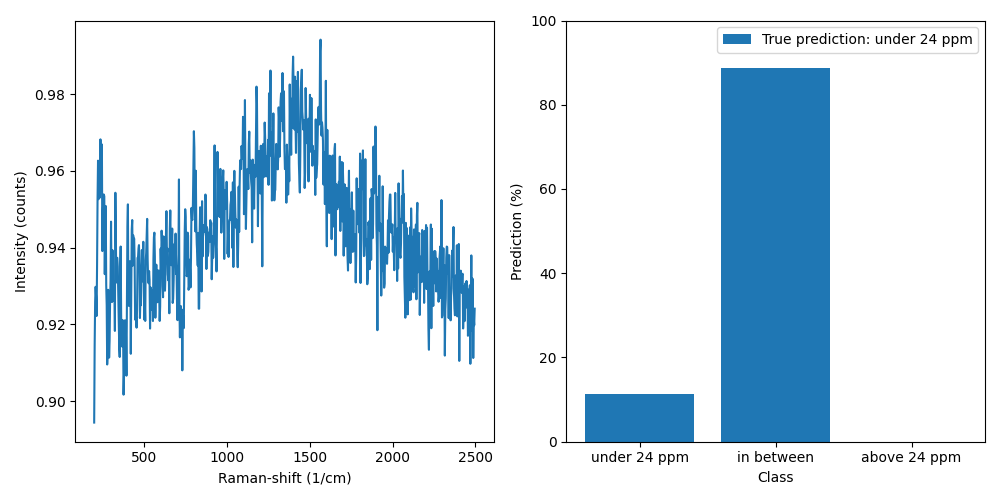 0.98
0.96
0.94
0.92
0.90
Intensity (counts)
500
1000
1500
2000
2500
Raman-shift (1/cm)
100
80
60
40
20
0
Prediction (%)
True prediction: under 24 ppm
under 24 ppm
in between
above 24 ppm
Class